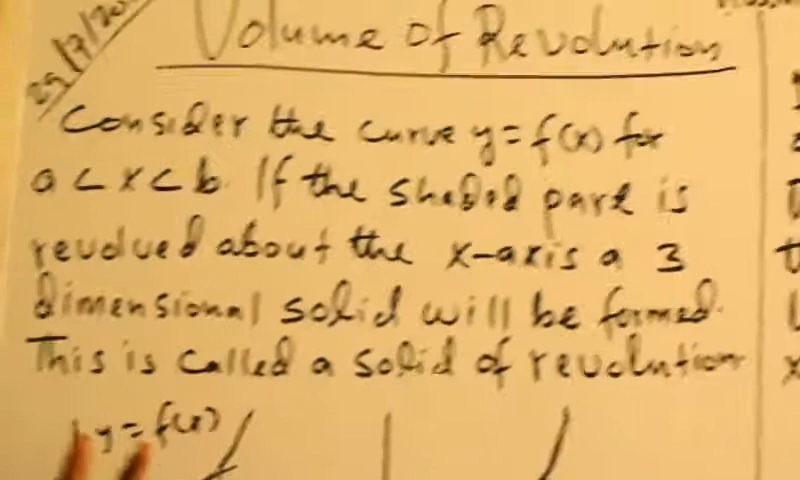 Volume of Revolution
Consider the curve y=f(x) for
a<x<b. If the shaded part is
revolved about the x-axis a 3
dimensional solid will be formed.
This is called a solid of revolution
y=f(x)